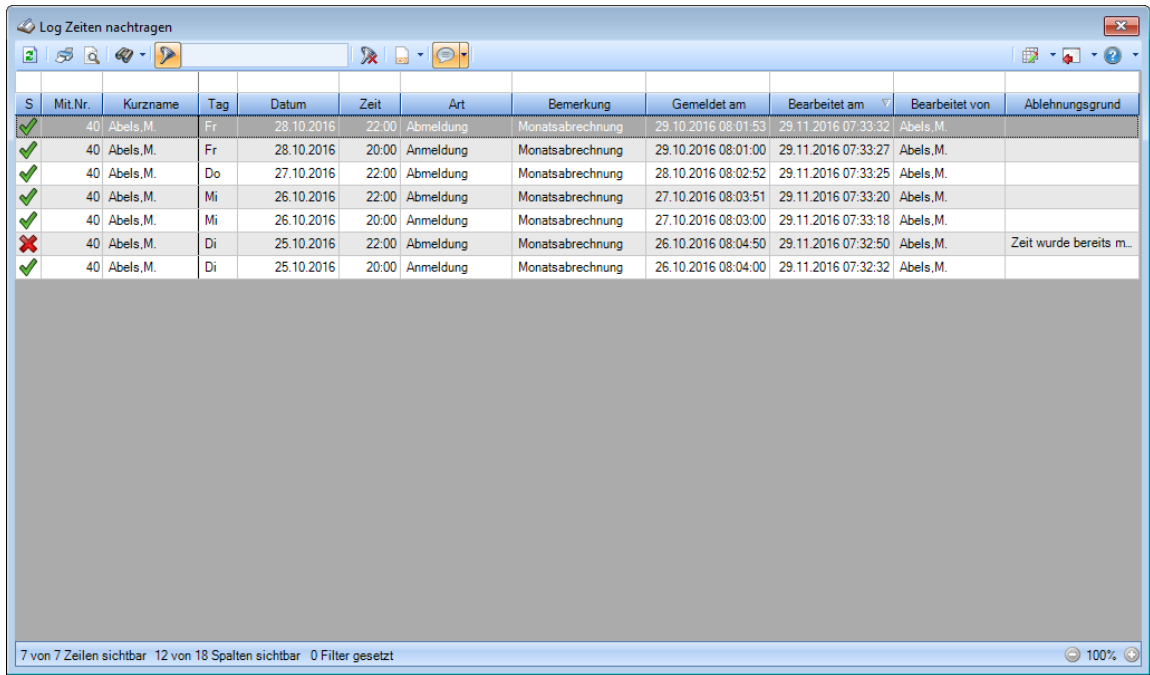 Log Zeiten nachtragen
S Mit.Nr. Kurzname Tag Datum Zeit Art Bemerkung Gemeldet am Bearbeitet am Bearbeitet von Ablehnungsgrund
40 Abels,M. Fr 28.10.2016 22:00 Abmeldung Monatsabrechnung 29.10.2016 08:01:53 29.11.2016 07:33:32 Abels,M.
40 Abels,M. Fr 28.10.2016 20:00 Anmeldung Monatsabrechnung 29.10.2016 08:01:00 29.11.2016 07:33:27 Abels,M.
40 Abels,M. Do 27.10.2016 22:00 Anmeldung Monatsabrechnung 28.10.2016 08:02:52 29.11.2016 07:33:25 Abels,M.
40 Abels,M. Mi 26.10.2016 22:00 Abmeldung Monatsabrechnung 27.10.2016 08:03:51 29.11.2016 07:33:20 Abels,M.
40 Abels,M. Mi 26.10.2016 20:00 Anmeldung Monatsabrechnung 27.10.2016 08:03:00 29.11.2016 07:33:18 Abels,M.
40 Abels,M. Di 25.10.2016 22:00 Abmeldung Monatsabrechnung 26.10.2016 08:04:50 29.11.2016 07:32:50 Abels,M. Zeit wurde bereits m...
40 Abels,M. Di 25.10.2016 20:00 Anmeldung Monatsabrechnung 26.10.2016 08:04:00 29.11.2016 07:32:32 Abels,M.
7 von 7 Zeilen sichtbar 12 von 18 Spalten sichtbar 0 Filter gesetzt 100%